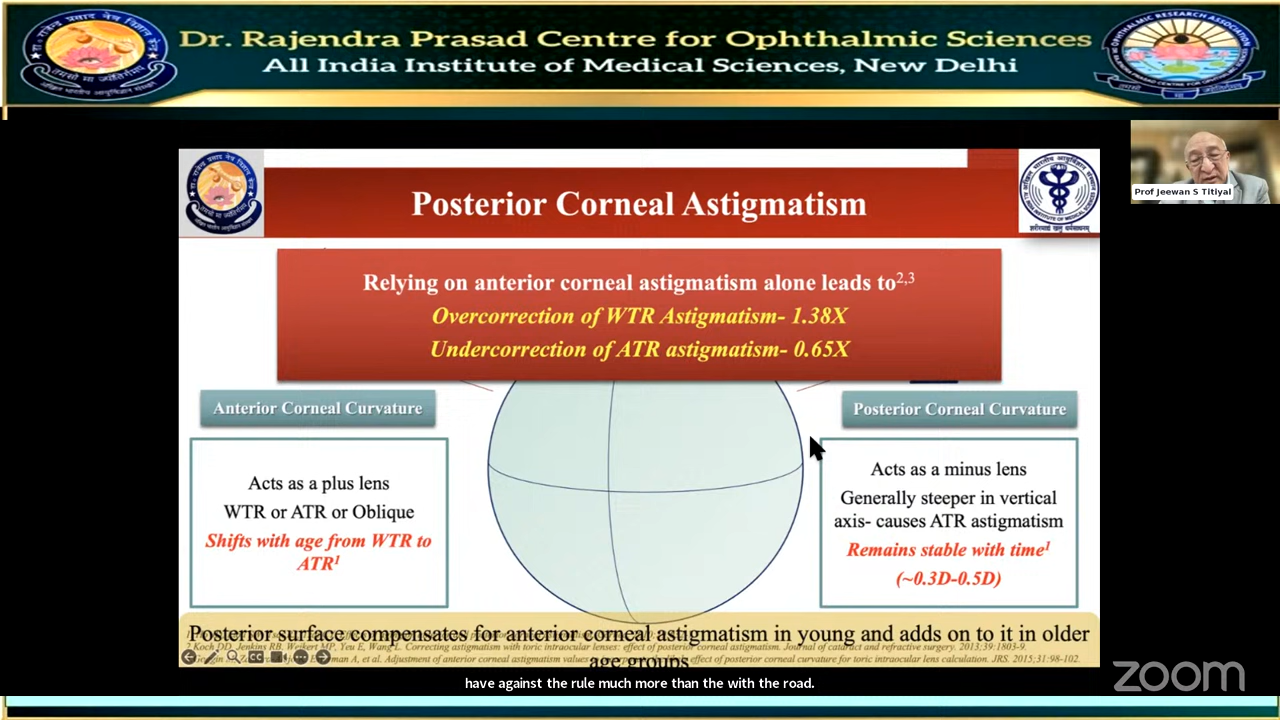 Dr. Rajendra Prasad Centre for Ophthalmic Sciences
All India Institute of Medical Sciences, New Delhi
Prof Jeewan S Titiyal
Posterior Corneal Astigmatism
Relying on anterior corneal astigmatism alone leads to2,3
Overcorrection of WTR Astigmatism- 1.38X
Undercorrection of ATR astigmatism- 0.65X
Anterior Corneal Curvature
Acts as a plus lens
WTR or ATR or Oblique
Shifts with age from WTR to
ATR1
Posterior Corneal Curvature
Acts as a minus lens
Generally steeper in vertical
axis- causes ATR astigmatism
Remains stable with time1
(~0.3D-0.5D)
Posterior surface compensates for anterior corneal astigmatism in young and adds on to it in older
age groups
2 Koch DD, Jenkins RB, Weikert MP, Yeu E, Wang L. Correcting astigmatism with toric intraocular lenses: effect of posterior corneal astigmatism. Journal of cataract and refractive surgery. 2013;39:1803-9.
A, et al. Adjustment of anterior corneal astigmatism values effect of posterior corneal curvature for toric intraocular lens calculation. JRS. 2015;31:98-102.
have against the rule much more than the with the road.
zoom